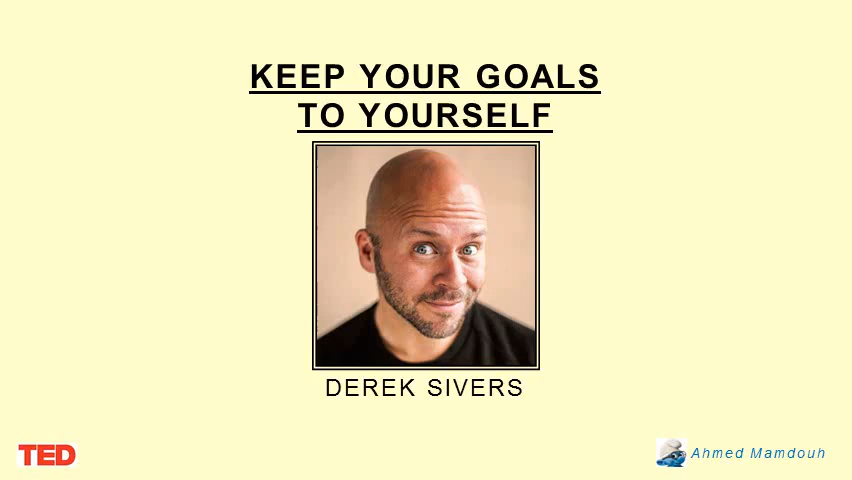 KEEP YOUR GOALS
TO YOURSELF
DEREK SIVERS
TED
Ahmed Mamdouh